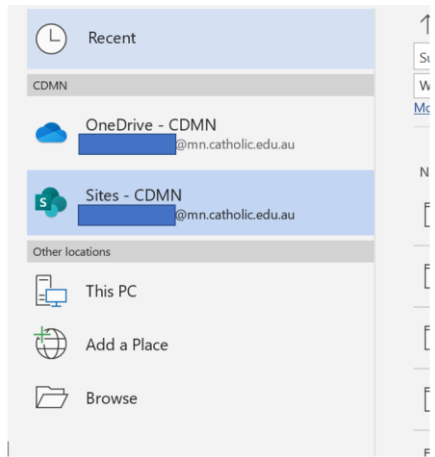 Recent
CDMN
OneDrive - CDMN
@mn.catholic.edu.au
S
Sites - CDMN
@mn.catholic.edu.au
Other locations
This PC
Add a Place
Browse